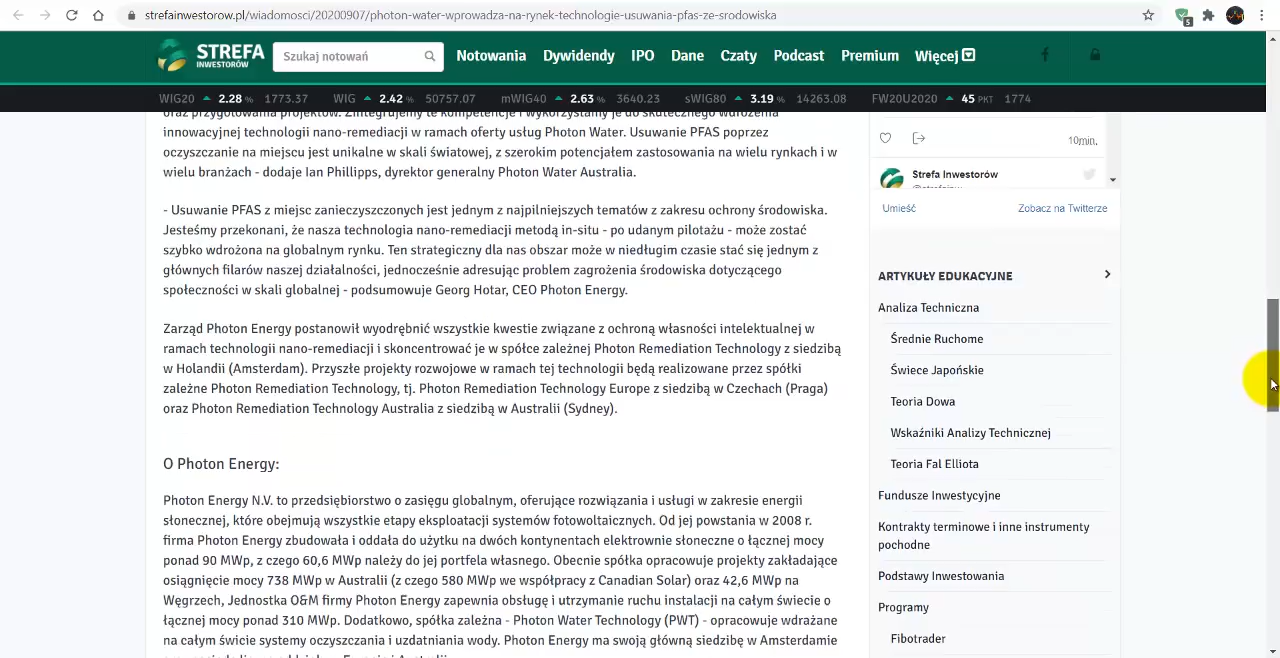 strefainwestorow.pl/wiadomosci/20200907/photon-water-wprowadza-na-rynek-technologie-usuwania-pfas-ze-srodowiska
5
STREFA
INWESTORÓW
Szukaj notowań
Notowania Dywidendy IPO Dane Czaty Podcast Premium Więcej
WIG20 2.28 % 1773.37 WIG 2.42 % 50757.07 mWIG40 2.63 % 3640.23 sWIG80 3.19 % 14263.08 FW20U2020 45 PKT 1774
oraz przygotowania projektów. Zintegrujemy te kompetencje i wykorzystamy je do skutecznego wdrożenia
innowacyjnej technologii nano-remediacji w ramach oferty usług Photon Water. Usuwanie PFAS poprzez
oczyszczanie na miejscu jest unikalne w skali światowej, z szerokim potencjałem zastosowania na wielu rynkach i w
wielu branżach - dodaje Ian Phillipps, dyrektor generalny Photon Water Australia.
- Usuwanie PFAS z miejsc zanieczyszczonych jest jednym z najpilniejszych tematów z zakresu ochrony środowiska.
Jesteśmy przekonani, że nasza technologia nano-remediacji metodą in-situ - po udanym pilotażu - może zostać
szybko wdrożona na globalnym rynku. Ten strategiczny dla nas obszar może w niedługim czasie stać się jednym z
głównych filarów naszej działalności, jednocześnie adresując problem zagrożenia środowiska dotyczącego
społeczności w skali globalnej - podsumowuje Georg Hotar, CEO Photon Energy.
Zarząd Photon Energy postanowił wyodrębnić wszystkie kwestie związane z ochroną własności intelektualnej w
ramach technologii nano-remediacji i skoncentrować je w spółce zależnej Photon Remediation Technology z siedzibą
w Holandii (Amsterdam). Przyszłe projekty rozwojowe w ramach tej technologii będą realizowane przez spółki
zależne Photon Remediation Technology, tj. Photon Remediation Technology Europe z siedzibą w Czechach (Praga)
oraz Photon Remediation Technology Australia z siedzibą w Australii (Sydney).
O Photon Energy:
Photon Energy N.V. to przedsiębiorstwo o zasięgu globalnym, oferujące rozwiązania i usługi w zakresie energii
słonecznej, które obejmują wszystkie etapy eksploatacji systemów fotowoltaicznych. Od jej powstania w 2008 r.
firma Photon Energy zbudowała i oddała do użytku na dwóch kontynentach elektrownie słoneczne o łącznej mocy
ponad 90 MWp, z czego 60,6 MWp należy do jej portfela własnego. Obecnie spółka opracowuje projekty zakładające
osiągnięcie mocy 738 MWp w Australii (z czego 580 MWp we współpracy z Canadian Solar) oraz 42,6 MWp na
Węgrzech, Jednostka O&M firmy Photon Energy zapewnia obsługę i utrzymanie ruchu instalacji na całym świecie o
łącznej mocy ponad 310 MWp. Dodatkowo, spółka zależna - Photon Water Technology (PWT) - opracowuje wdrażane
na całym świcie systemy oczyszczania i uzdatniania wody. Photon Energy ma swoją główną siedzibę w Amsterdamie
10min.
Strefa Inwestorów
Umieść Zobacz na Twitterze
ARTYKUŁY EDUKACYJNE
Analiza Techniczna
Średnie Ruchome
Świece Japońskie
Teoria Dowa
Wskaźniki Analizy Technicznej
Teoria Fal Elliota
Fundusze Inwestycyjne
Kontrakty terminowe i inne instrumenty
pochodne
Podstawy Inwestowania
Programy
Fibotrader